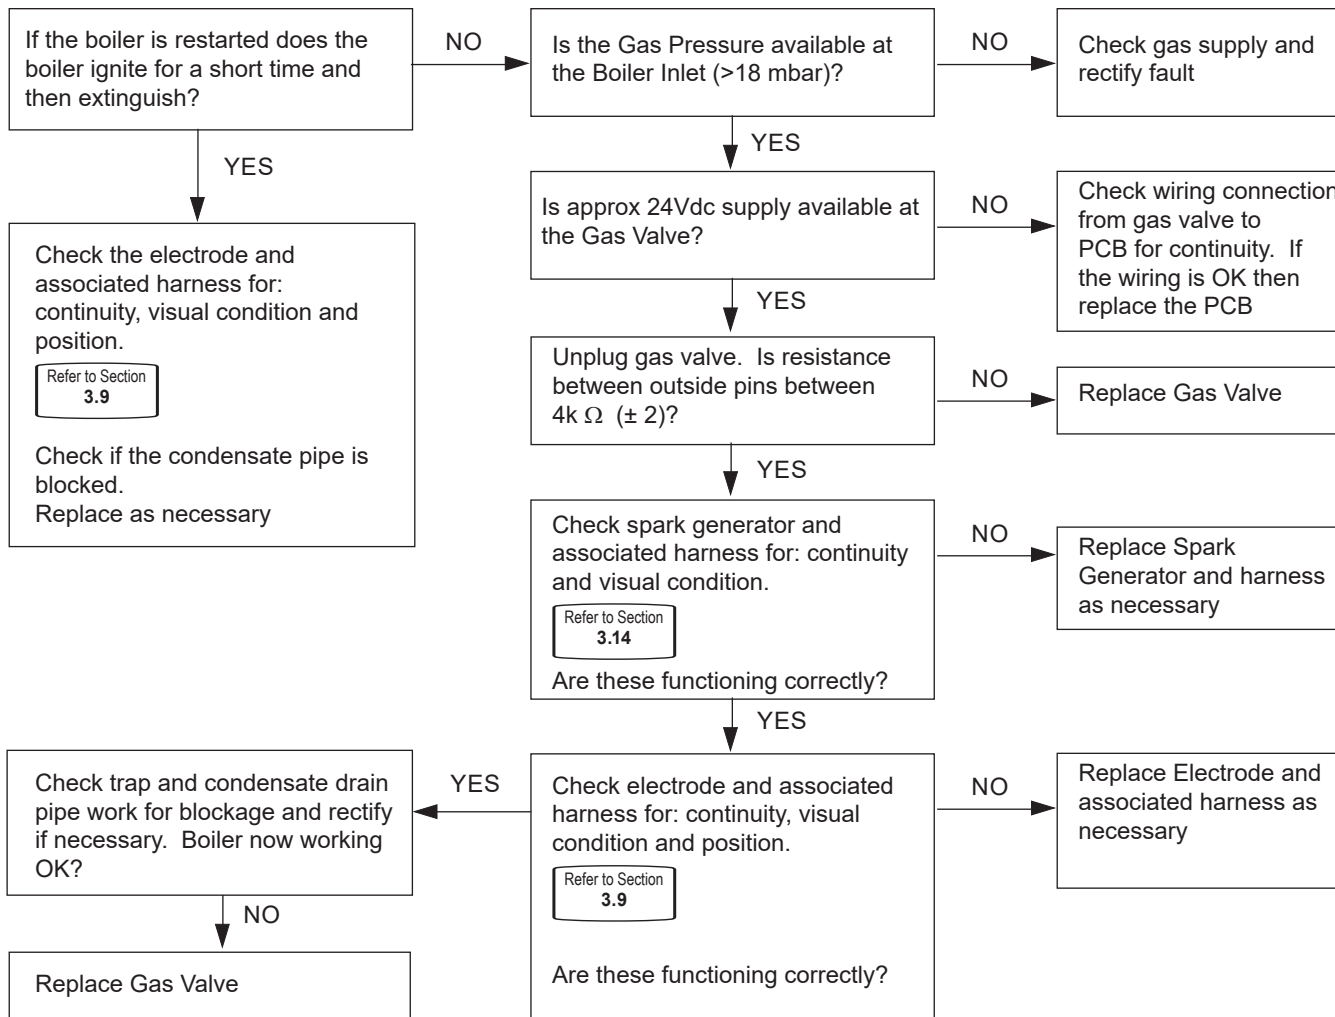 If the boiler is restarted does the
boiler ignite for a short time and
then extinguish?
NO
Is the Gas Pressure available at
the Boiler Inlet (>18 mbar)?
NO
Check gas supply and
rectify fault
YES
YES
Is approx 24Vdc supply available at
the Gas Valve?
NO
Check wiring connection
from gas valve to
PCB for continuity.  If
the wiring is OK then
replace the PCB
Check the electrode and
associated harness for:
continuity, visual condition and
position.
Refer to Section
3.9
Check if the condensate pipe is
blocked.
Replace as necessary
YES
Unplug gas valve.  Is resistance
between outside pins between
4k Ω  (± 2)?
NO
Replace Gas Valve
YES
Check spark generator and
associated harness for: continuity
and visual condition.
Refer to Section
3.14
Are these functioning correctly?
NO
Replace Spark
Generator and harness
as necessary
YES
Check electrode and associated
harness for: continuity, visual
condition and position.
Refer to Section
3.9
Are these functioning correctly?
NO
Replace Electrode and
associated harness as
necessary
YES
Check trap and condensate drain
pipe work for blockage and rectify
if necessary.  Boiler now working
OK?
NO
Replace Gas Valve